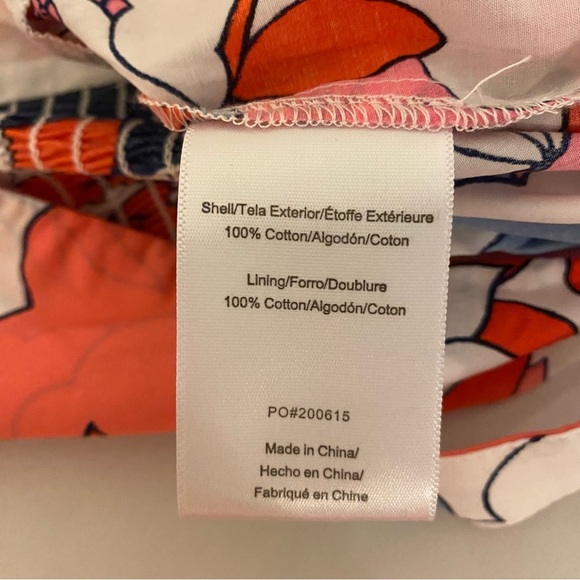 Shell/Tela Exterior/Étoffe Extérieure
100% Cotton/Algodón/Coton
Lining/Forro/Doublure
100% Cotton/Algodón/Coton
PO#200615
Made in China/
Hecho en China/
Fabriqué en Chine